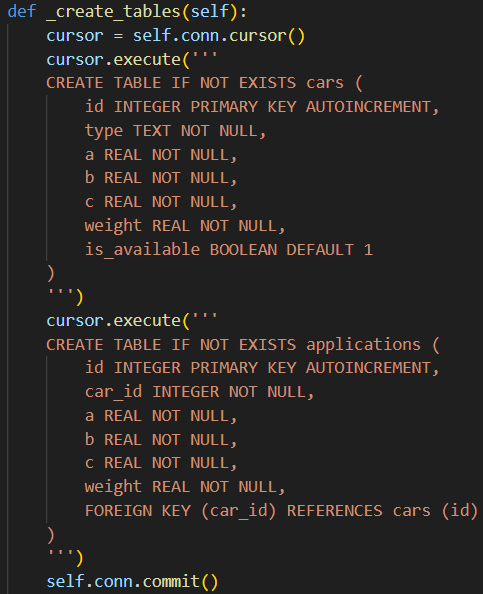 def _create_tables(self):
    cursor = self.conn.cursor()
    cursor.execute('''
    CREATE TABLE IF NOT EXISTS cars (
        id INTEGER PRIMARY KEY AUTOINCREMENT,
        type TEXT NOT NULL,
        a REAL NOT NULL,
        b REAL NOT NULL,
        c REAL NOT NULL,
        weight REAL NOT NULL,
        is_available BOOLEAN DEFAULT 1
    )
    ''')
    cursor.execute('''
    CREATE TABLE IF NOT EXISTS applications (
        id INTEGER PRIMARY KEY AUTOINCREMENT,
        car_id INTEGER NOT NULL,
        a REAL NOT NULL,
        b REAL NOT NULL,
        c REAL NOT NULL,
        weight REAL NOT NULL,
        FOREIGN KEY (car_id) REFERENCES cars (id)
    )
    ''')
    self.conn.commit()